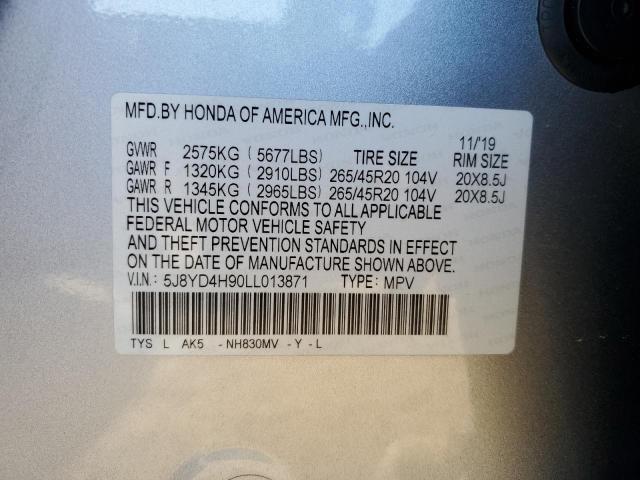 MFD.BY HONDA OF AMERICA MFG.,INC.
11/'19
GVWR 2575KG ( 5677LBS) TIRE SIZE RIM SIZE
GAWR F 1320KG ( 2910LBS) 265/45R20 104V 20X8.5J
GAWR R 1345KG ( 2965LBS) 265/45R20 104V 20X8.5J
THIS VEHICLE CONFORMS TO ALL APPLICABLE
FEDERAL MOTOR VEHICLE SAFETY
AND THEFT PREVENTION STANDARDS IN EFFECT
ON THE DATE OF MANUFACTURE SHOWN ABOVE.
V.I.N.: 5J8YD4H90LL013871 TYPE: MPV
TYS L AK5 -NH830MV -Y-L